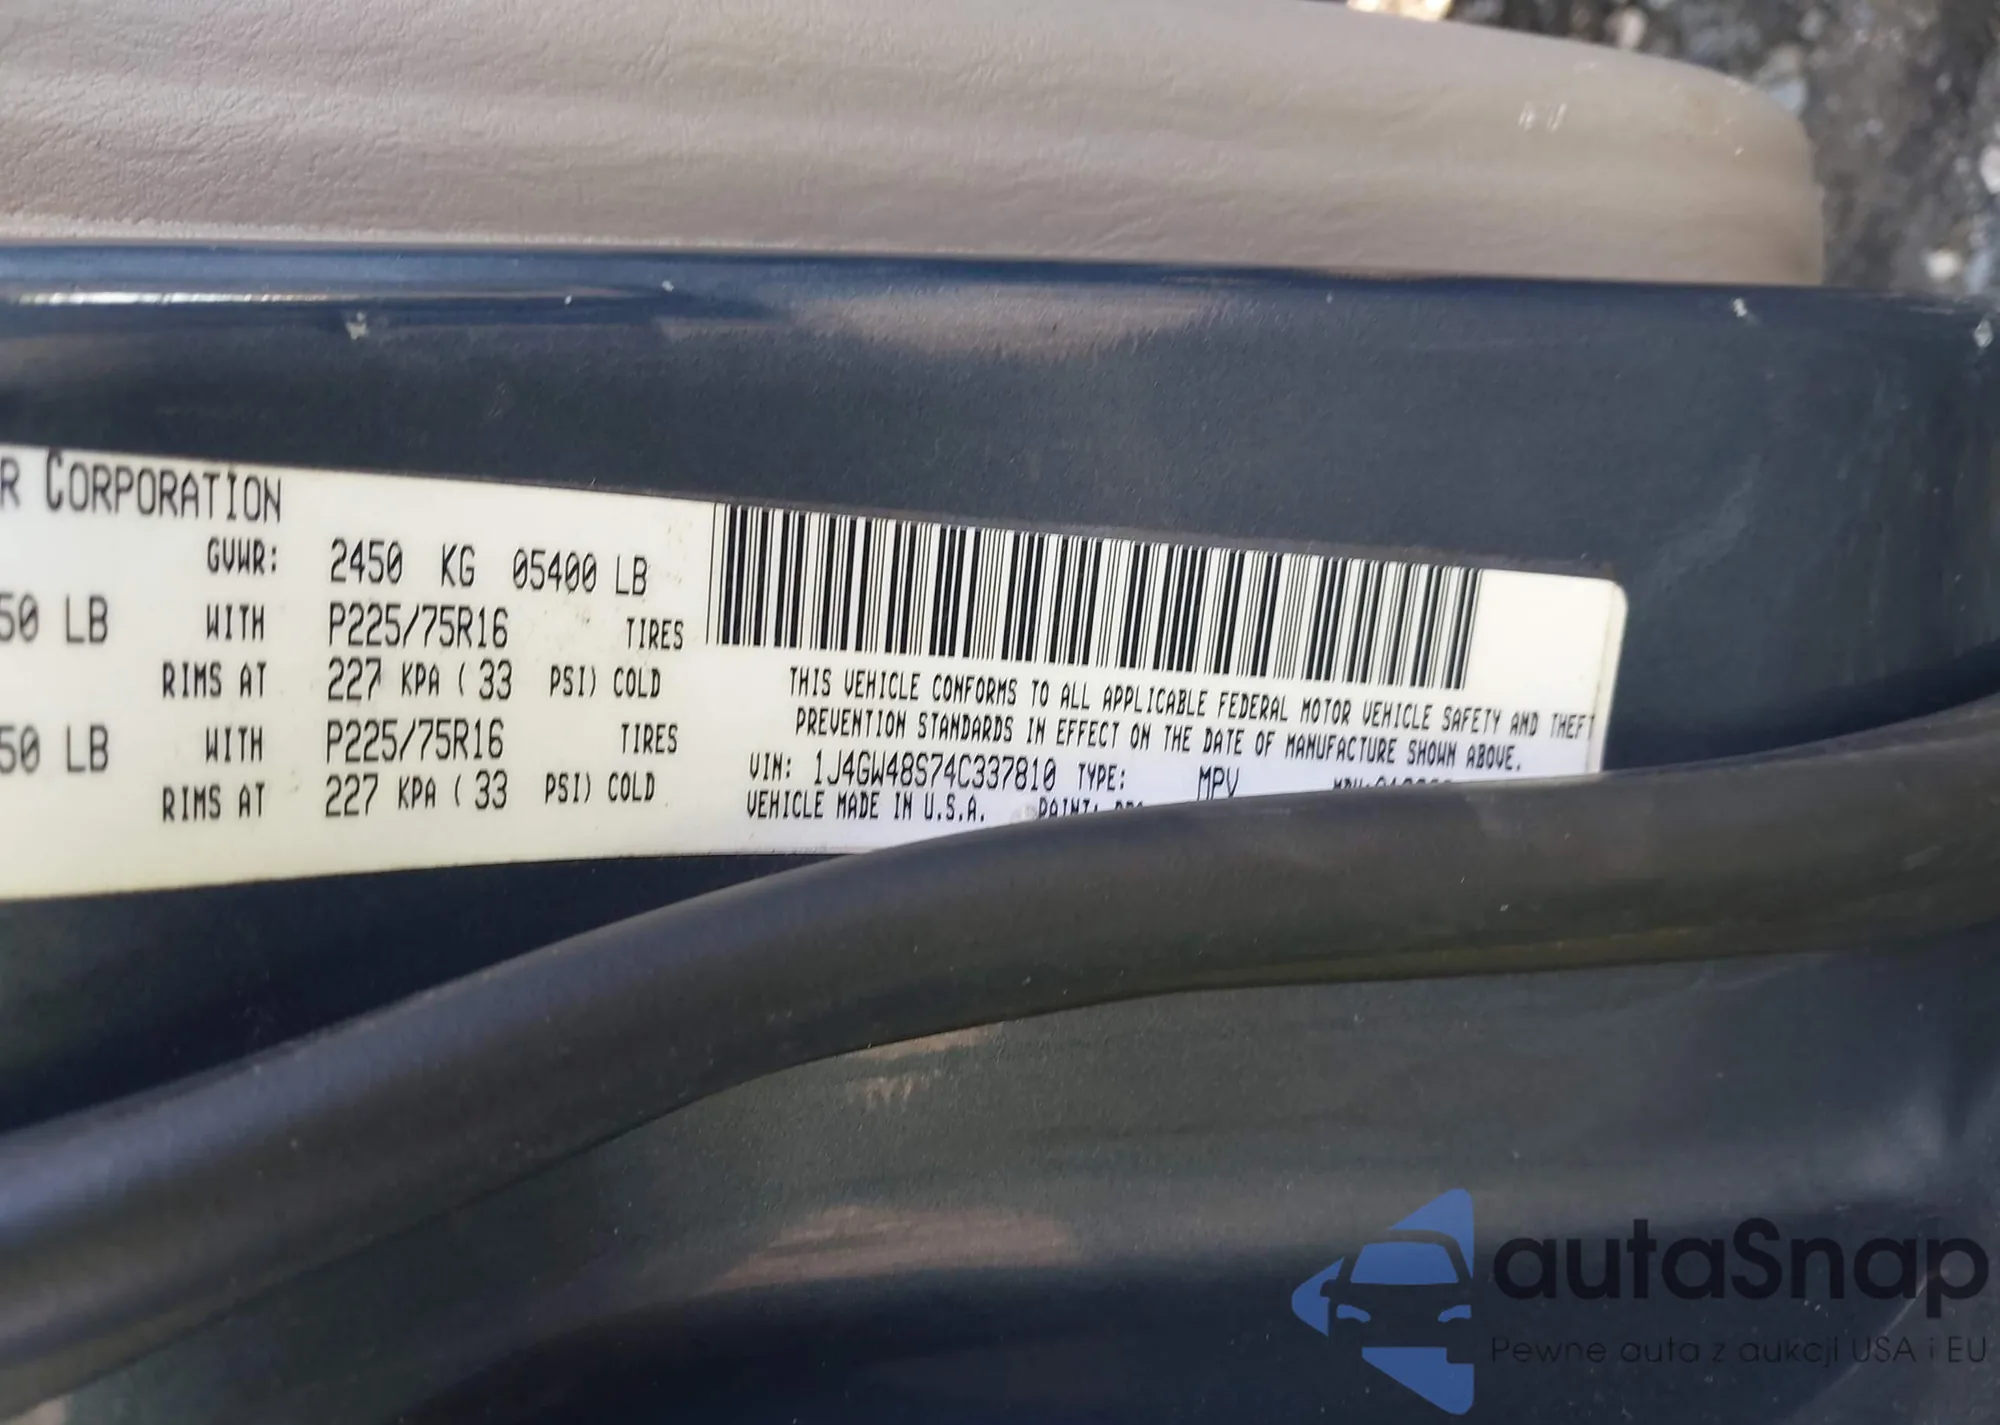 R CORPORATION
GVWR: 2450 KG 05400 LB
50 LB WITH P225/75R16 TIRES
RIMS AT 227 KPA ( 33 PSI) COLD
50 LB WITH P225/75R16 TIRES
RIMS AT 227 KPA ( 33 PSI) COLD
THIS VEHICLE CONFORMS TO ALL APPLICABLE FEDERAL MOTOR VEHICLE SAFETY AND THEFT
PREVENTION STANDARDS IN EFFECT ON THE DATE OF MANUFACTURE SHOWN ABOVE.
VIN: 1J4GW48S74C337810 TYPE: MPV
VEHICLE MADE IN U.S.A. PAINT:
autaSnap
Pewne auta z aukcji USA i EU